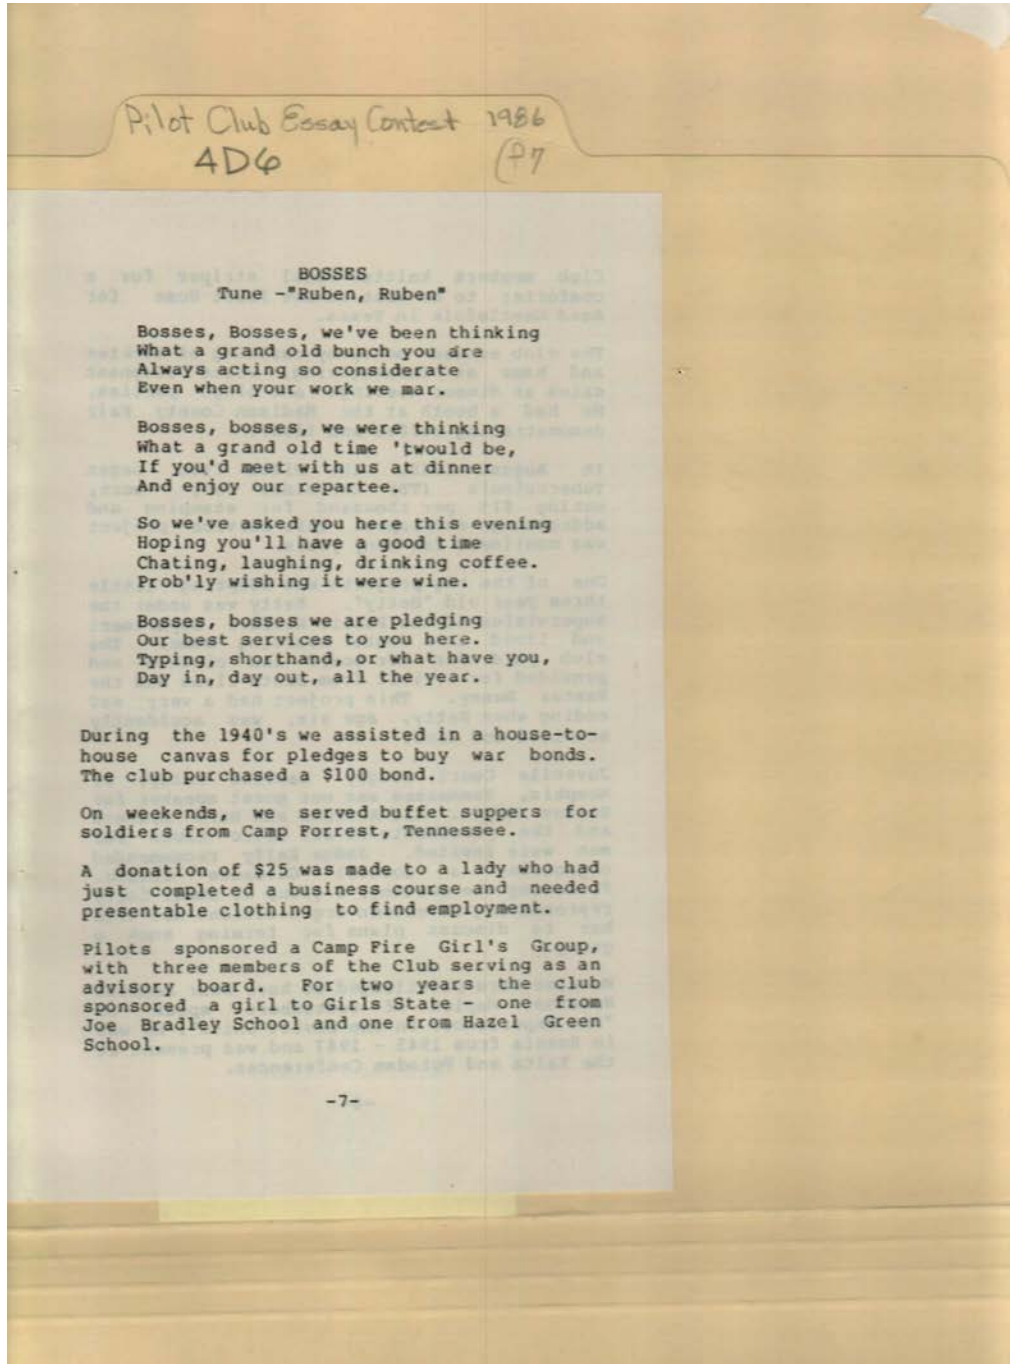 Pilot Club Essay Contest 1986
4D6 (P7
BOSSES
Tune -"Ruben, Ruben"
Bosses, Bosses, we've been thinking
What a grand old bunch you are
Always acting so considerate
Even when your work we mar.
Bosses, bosses, we were thinking
What a grand old time 'twould be,
If you'd meet with us at dinner
And enjoy our repartee.
So we've asked you here this evening
Hoping you'll have a good time
Chating, laughing, drinking coffee.
Prob'ly wishing it were wine.
Bosses, bosses we are pledging
Our best services to you here.
Typing, shorthand, or what have you,
Day in, day out, all the year.
During the 1940's we assisted in a house-to-
house canvas for pledges to buy war bonds.
The club purchased a $100 bond.
On weekends, we served buffet suppers for
soldiers from Camp Forrest, Tennessee.
A donation of $25 was made to a lady who had
just completed a business course and needed
presentable clothing to find employment.
Pilots sponsored a Camp Fire Girl's Group,
with three members of the Club serving as an
advisory board. For two years the club
sponsored a girl to Girls State - one from
Joe Bradley School and one from Hazel Green
School.
-7-